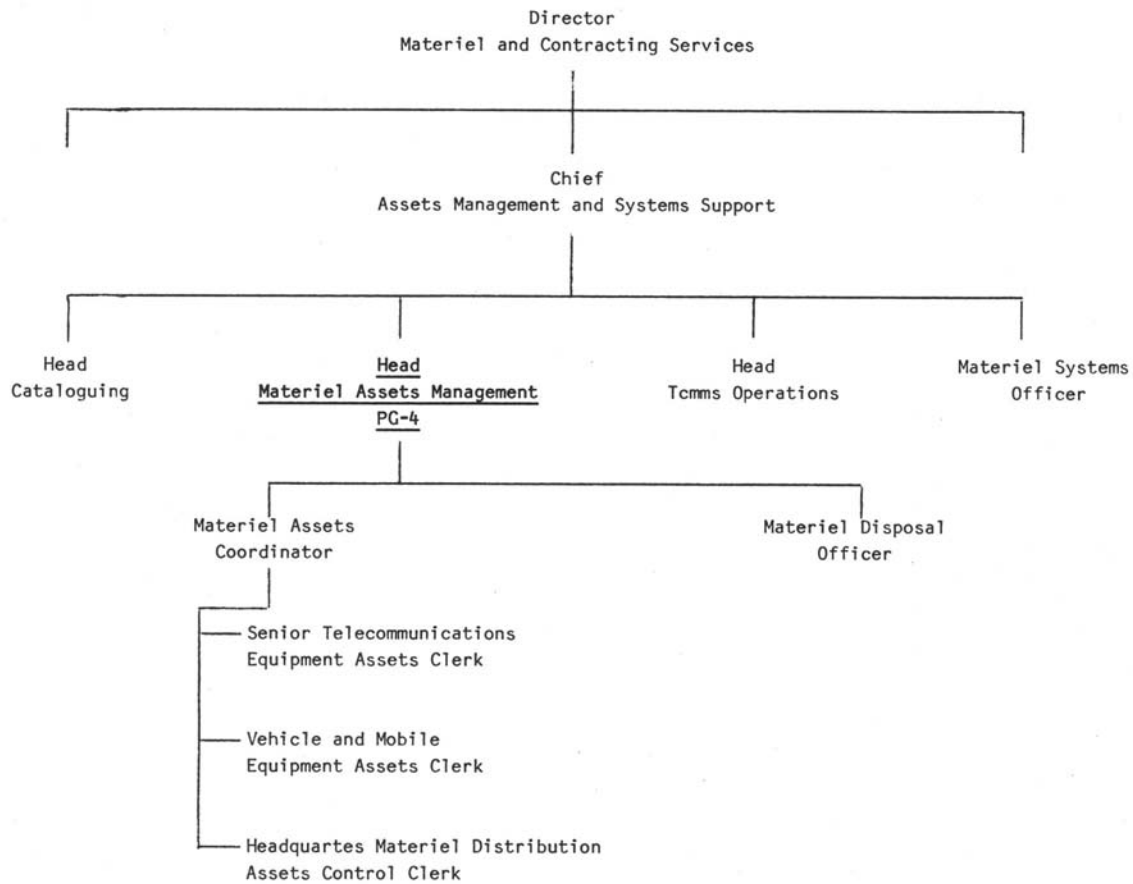 Director
Materiel and Contracting Services
Chief
Assets Management and Systems Support
Head
Cataloguing
Head
Materiel Assets Management
PG-4
Head
Tcmms Operations
Materiel Systems
Officer
Materiel Assets
Coordinator
Materiel Disposal
Officer
Senior Telecommunications
Equipment Assets Clerk
Vehicle and Mobile
Equipment Assets Clerk
Headquartes Materiel Distribution
Assets Control Clerk